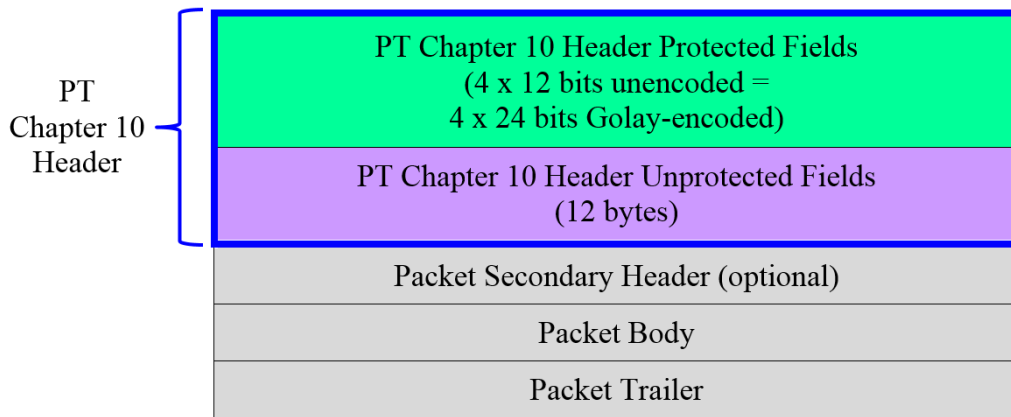 PT
Chapter 10
Header
PT Chapter 10 Header Protected Fields
(4 x 12 bits unencoded =
4 x 24 bits Golay-encoded)
PT Chapter 10 Header Unprotected Fields
(12 bytes)
Packet Secondary Header (optional)
Packet Body
Packet Trailer